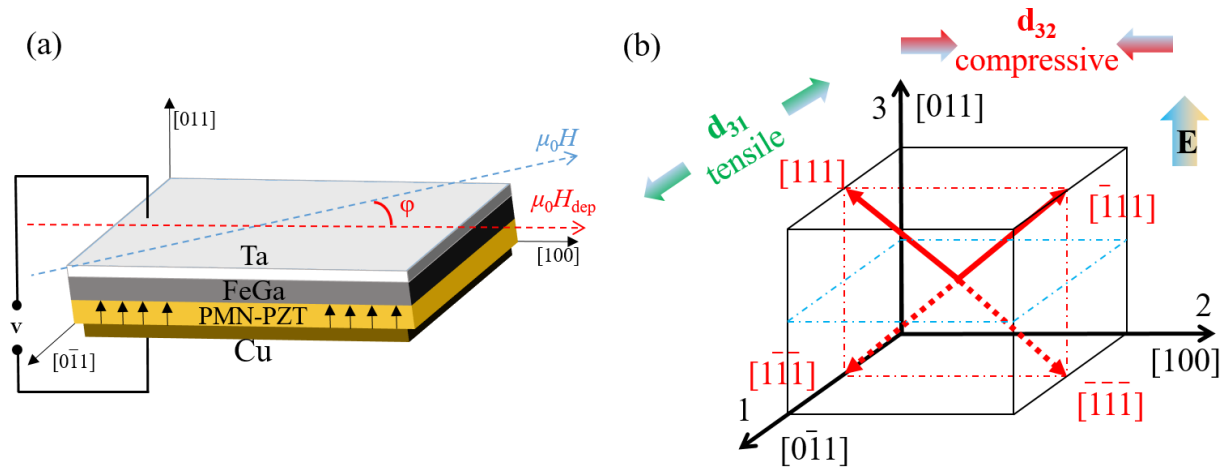 (a)
[011]
μ₀H
μ₀H_dep
φ
[100]
Ta
FeGa
PMN-PZT
Cu
v
[01̄1]
(b)
d₃₂
compressive
d₃₁
tensile
3
[011]
E
[111]
[1̄11]
2
[100]
[11̄1̄]
[1̄1̄1̄]
1
[01̄1]